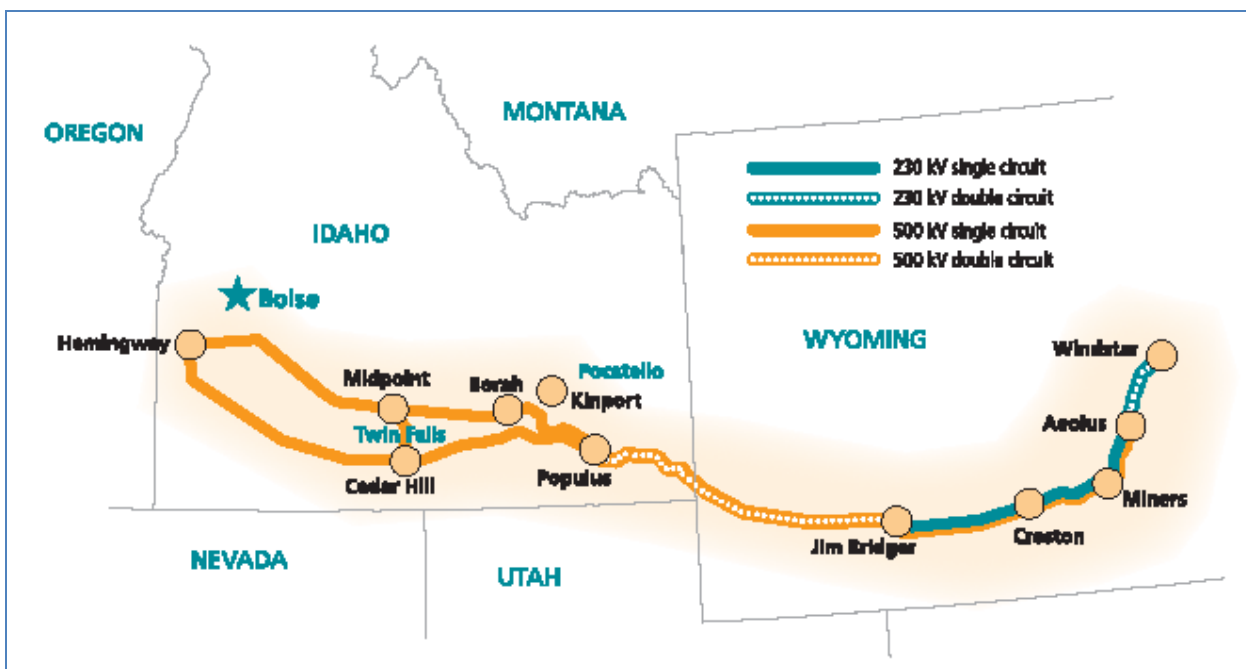 OREGON
MONTANA
230 kV single circuit
230 kV double circuit
500 kV single circuit
500 kV double circuit
IDAHO
Boise
WYOMING
Hemingway
Windstar
Midpoint
Borah
Pocatello
Kinport
Aeolus
Twin Falls
Cedar Hill
Populus
Miners
Jim Bridger
Creston
NEVADA
UTAH